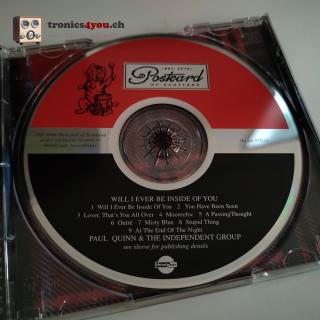 tronics4you.ch
Postcard
OF SCOTLAND
WILL I EVER BE INSIDE OF YOU
1 Will I Ever Be Inside Of You 2 You Have Been Seen
3 Lover, That's You All Over 4 Mooreefoc 5 A PassingThought
6 Outré 7 Misty Blue 8 Stupid Thing
9 At The End Of The Night
PAUL QUINN & THE INDEPENDENT GROUP
see sleeve for publishing details